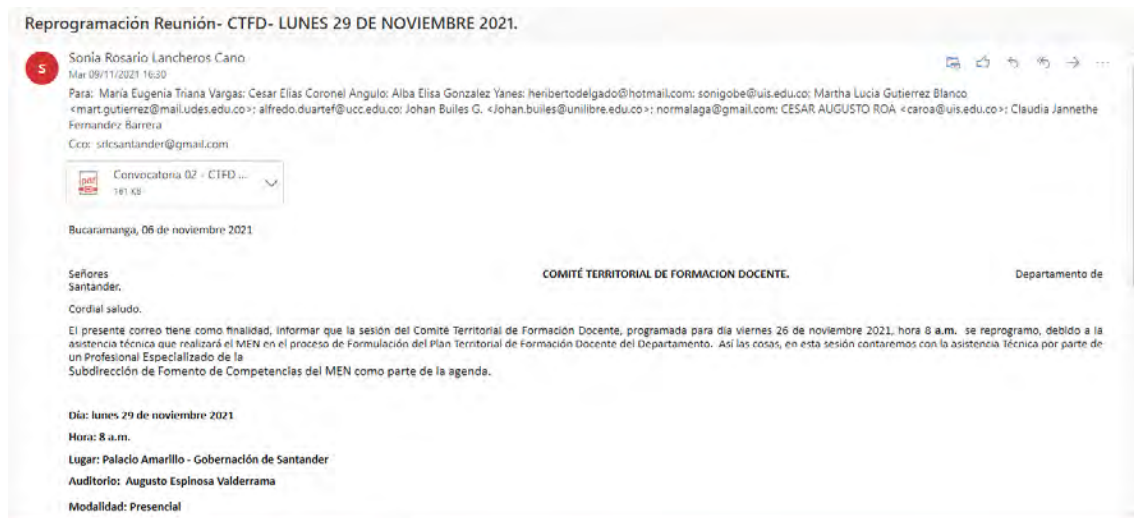 Reprogramación Reunión- CTFD- LUNES 29 DE NOVIEMBRE 2021.
S
Sonia Rosario Lancheros Cano
Mar 09/11/2021 16:30
Para: María Eugenia Triana Vargas; Cesar Elias Coronel Angulo; Alba Elisa Gonzalez Yanes; heribertodelgado@hotmail.com; sonigobe@uis.edu.co; Martha Lucia Gutierrez Blanco
<mart.gutierrez@mail.udes.edu.co>; alfredo.duartef@ucc.edu.co; Johan Builes G. <Johan.builes@unilibre.edu.co>; normalaga@gmail.com; CESAR AUGUSTO ROA <caroa@uis.edu.co>; Claudia Jannethe
Fernandez Barrera
Cco: srlcsantander@gmail.com
pdf
Convocatoria 02 - CTFD ...
161 KB
Bucaramanga, 06 de noviembre 2021
Señores COMITÉ TERRITORIAL DE FORMACION DOCENTE. Departamento de
Santander.
Cordial saludo.
El presente correo tiene como finalidad, informar que la sesión del Comité Territorial de Formación Docente, programada para día viernes 26 de noviembre 2021, hora 8 a.m. se reprogramo, debido a la
asistencia técnica que realizará el MEN en el proceso de Formulación del Plan Territorial de Formación Docente del Departamento. Así las cosas, en esta sesión contaremos con la asistencia Técnica por parte de
un Profesional Especializado de la
Subdirección de Fomento de Competencias del MEN como parte de la agenda.
Día: lunes 29 de noviembre 2021
Hora: 8 a.m.
Lugar: Palacio Amarillo - Gobernación de Santander
Auditorio: Augusto Espinosa Valderrama
Modalidad: Presencial